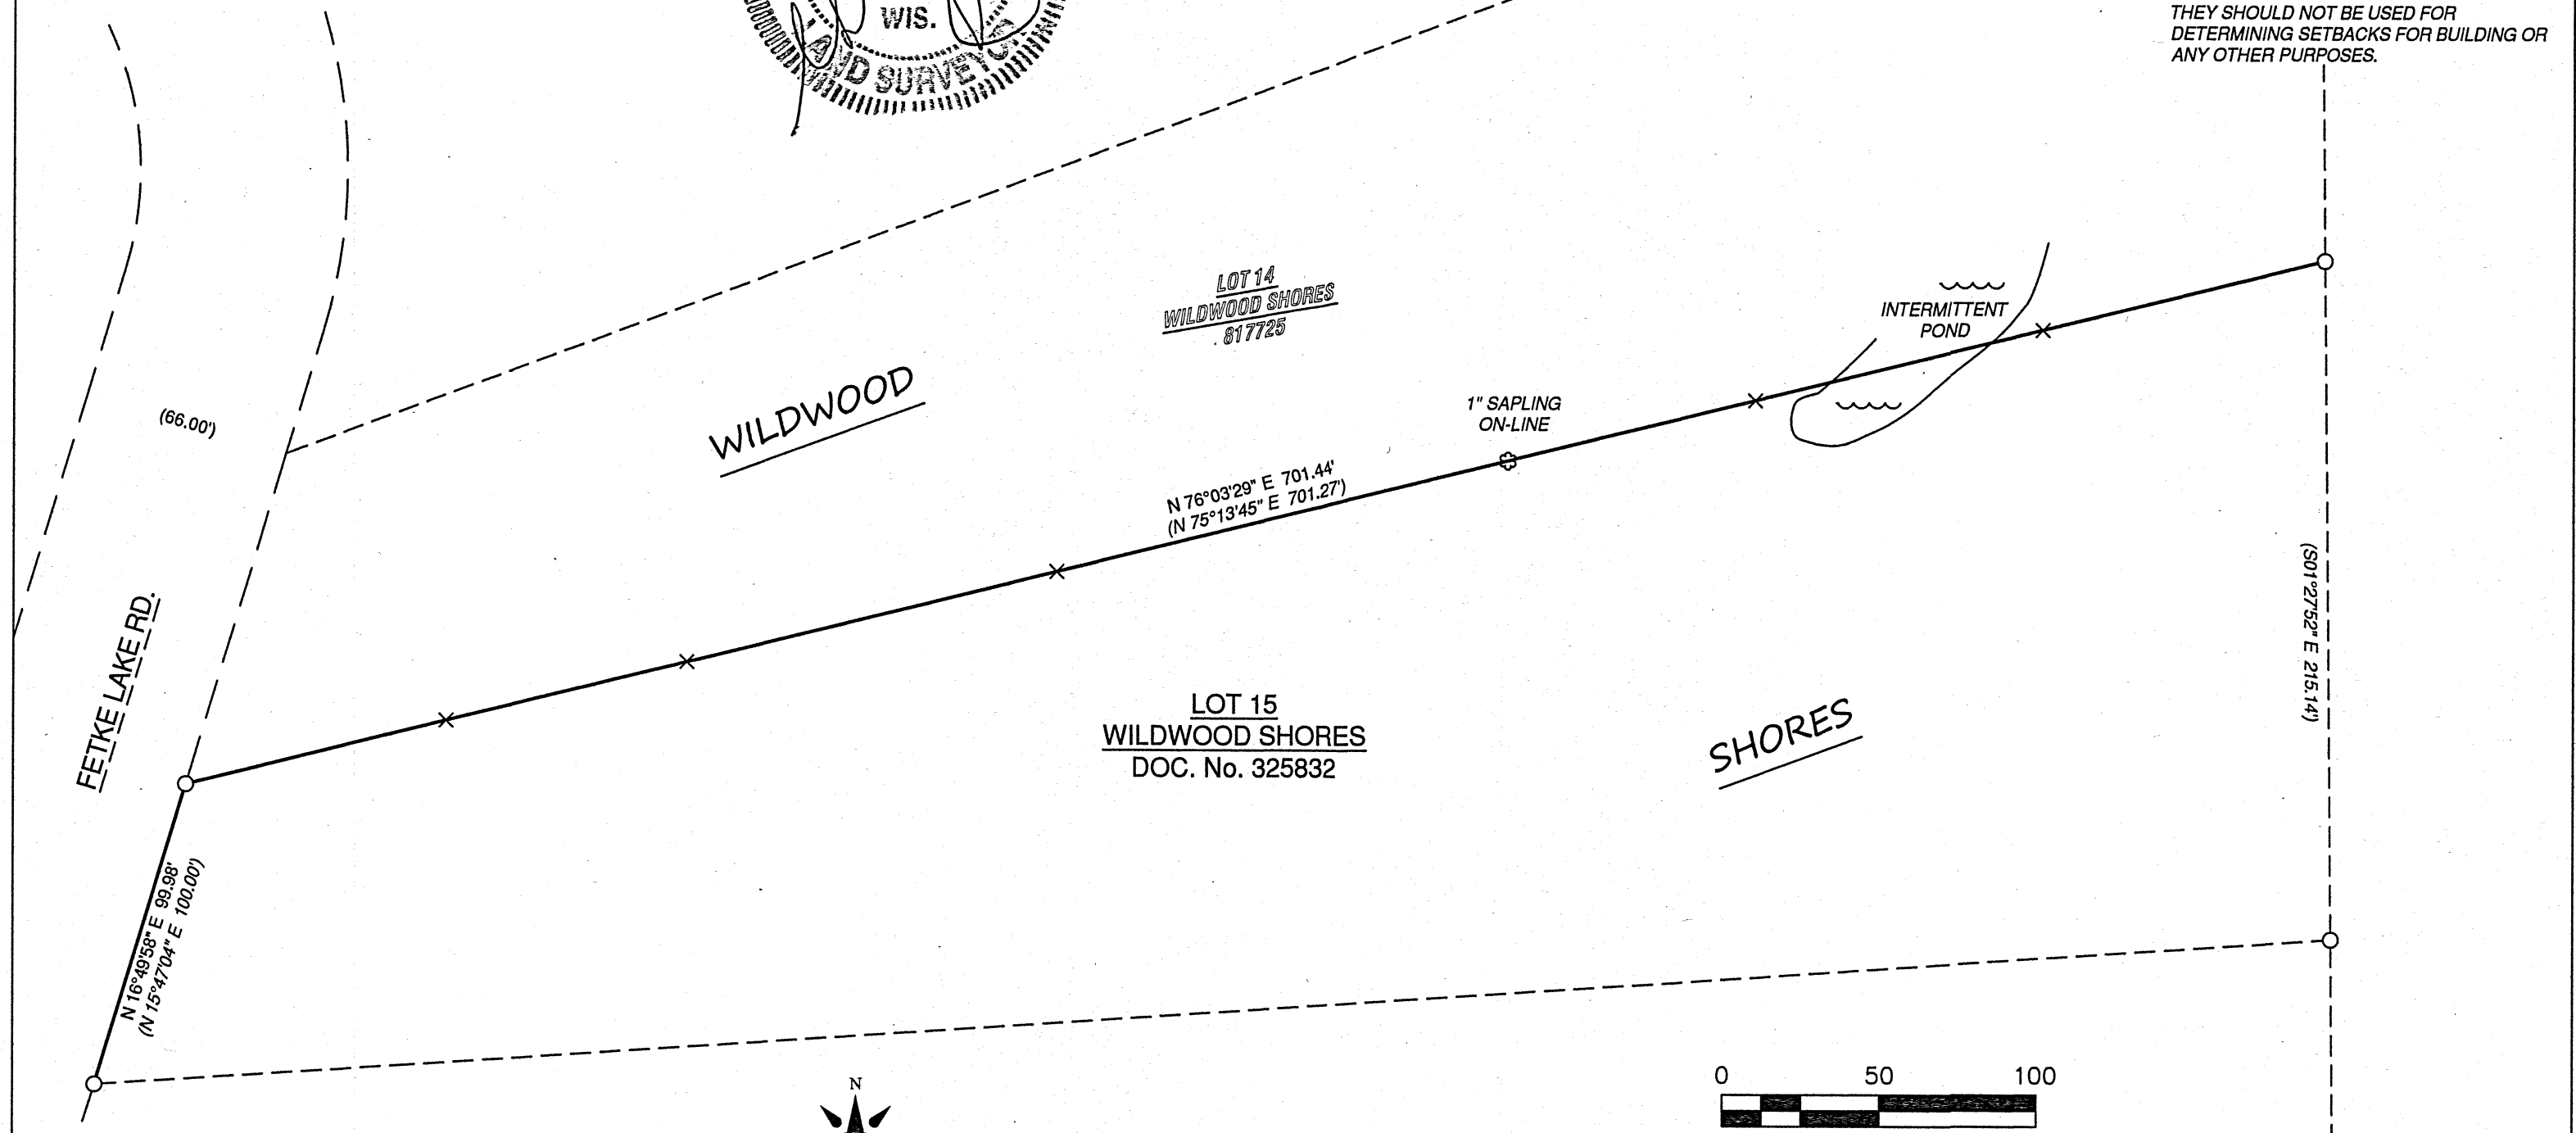 WIS.
LAND SURVEYOR
THEY SHOULD NOT BE USED FOR
DETERMINING SETBACKS FOR BUILDING OR
ANY OTHER PURPOSES.
LOT 14
WILDWOOD SHORES
817725
INTERMITTENT
POND
WILDWOOD
(66.00')
1" SAPLING
ON-LINE
N 76°03'29" E 701.44'
(N 75°13'45" E 701.27')
FETKE LAKE RD.
(S01°27'52" E 215.14')
LOT 15
WILDWOOD SHORES
DOC. No. 325832
SHORES
N 16°49'58" E 99.98'
(N 15°47'04" E 100.00')
N
0 50 100